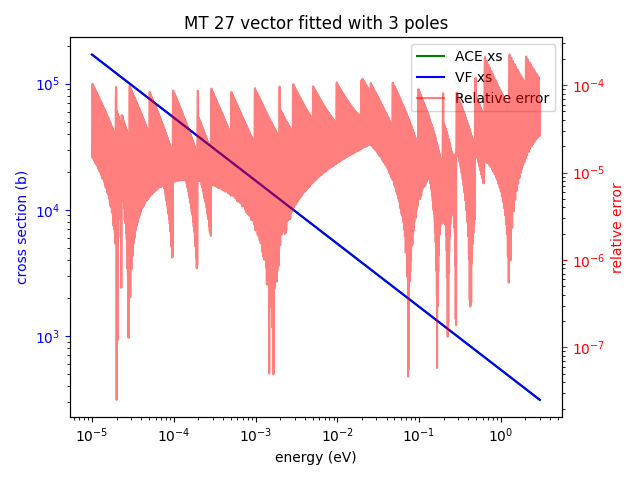 MT 27 vector fitted with 3 poles
ACE xs
VF xs
Relative error
cross section (b)
10^5
10^4
10^3
10^-4
10^-5
10^-6
10^-7
relative error
10^-5
10^-4
10^-3
10^-2
10^-1
10^0
energy (eV)